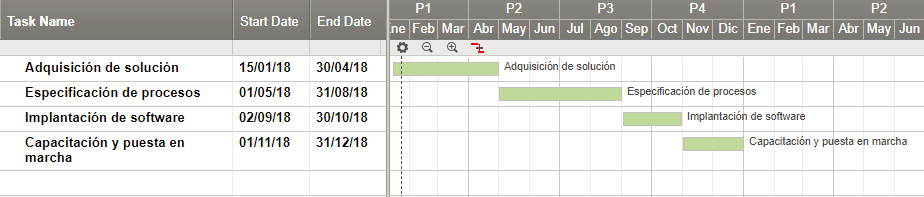 Task Name Start Date End Date
P1 P2 P3 P4 P1 P2
ne Feb Mar Abr May Jun Jul Ago Sep Oct Nov Dic Ene Feb Mar Abr May Jun
Adquisición de solución 15/01/18 30/04/18 Adquisición de solución
Especificación de procesos 01/05/18 31/08/18 Especificación de procesos
Implantación de software 02/09/18 30/10/18 Implantación de software
Capacitación y puesta en 01/11/18 31/12/18 Capacitación y puesta en marcha
marcha